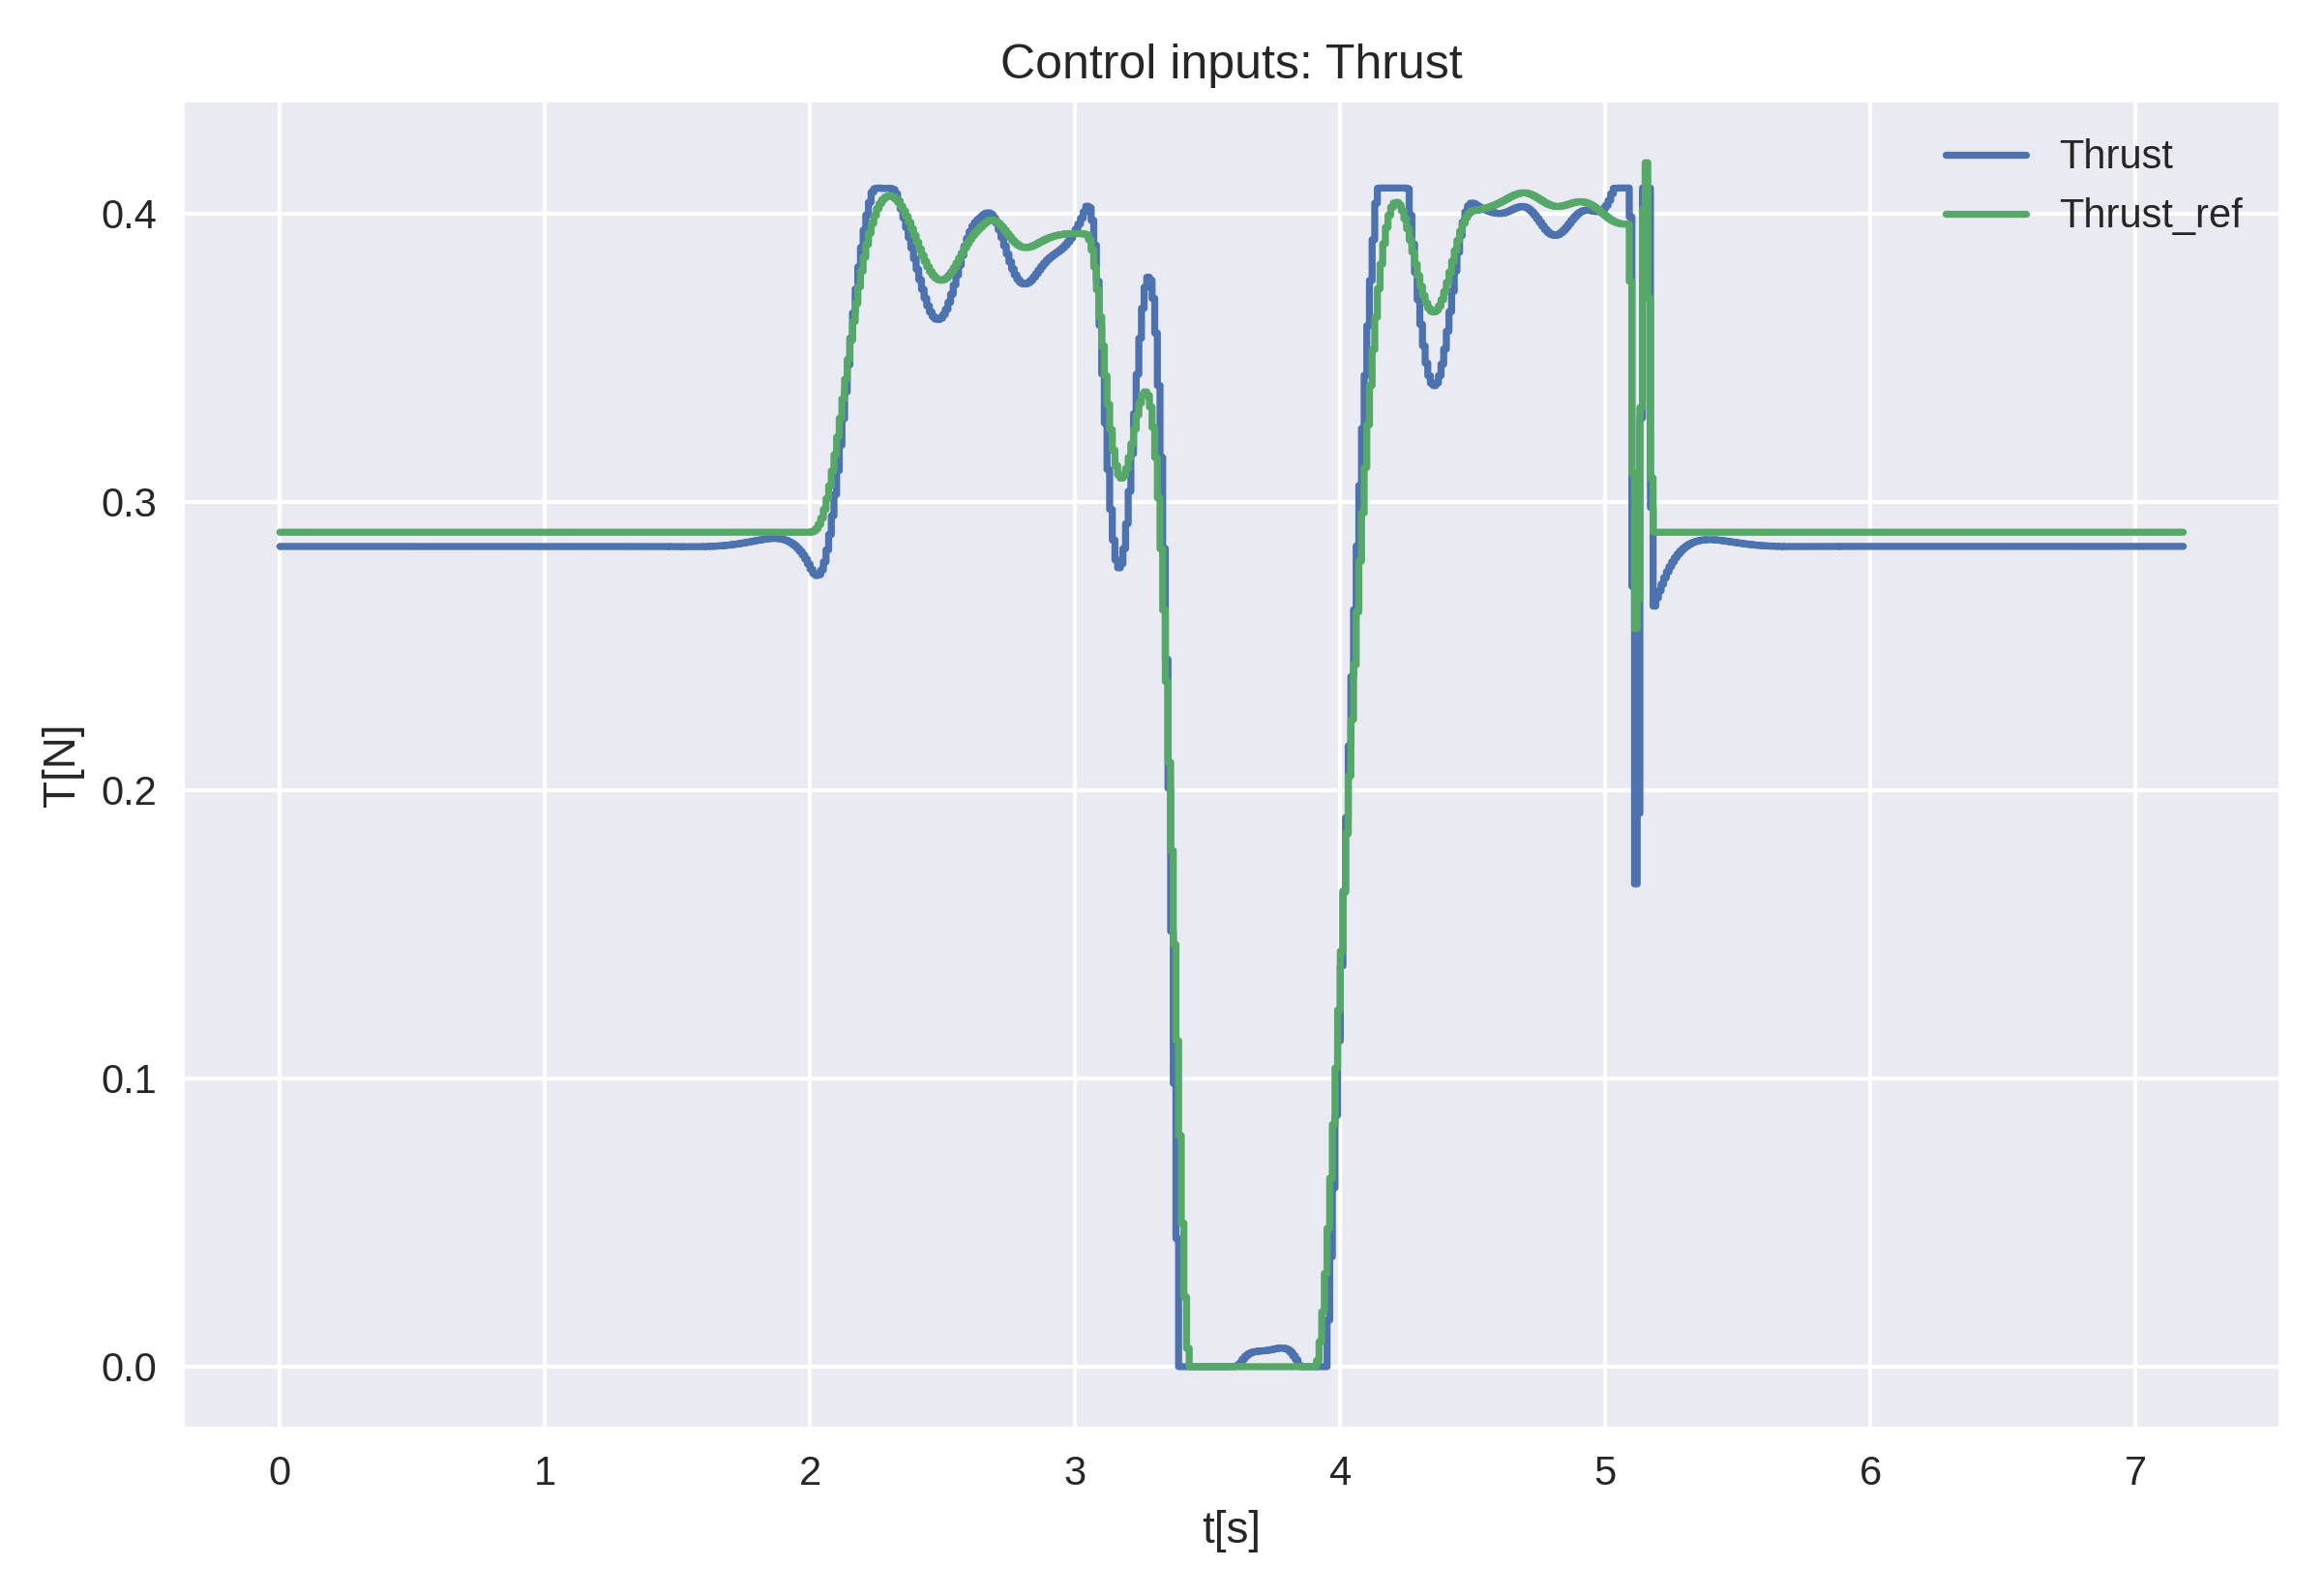 Control inputs: Thrust
Thrust
Thrust_ref
T[N]
0.4
0.3
0.2
0.1
0.0
0 1 2 3 4 5 6 7
t[s]